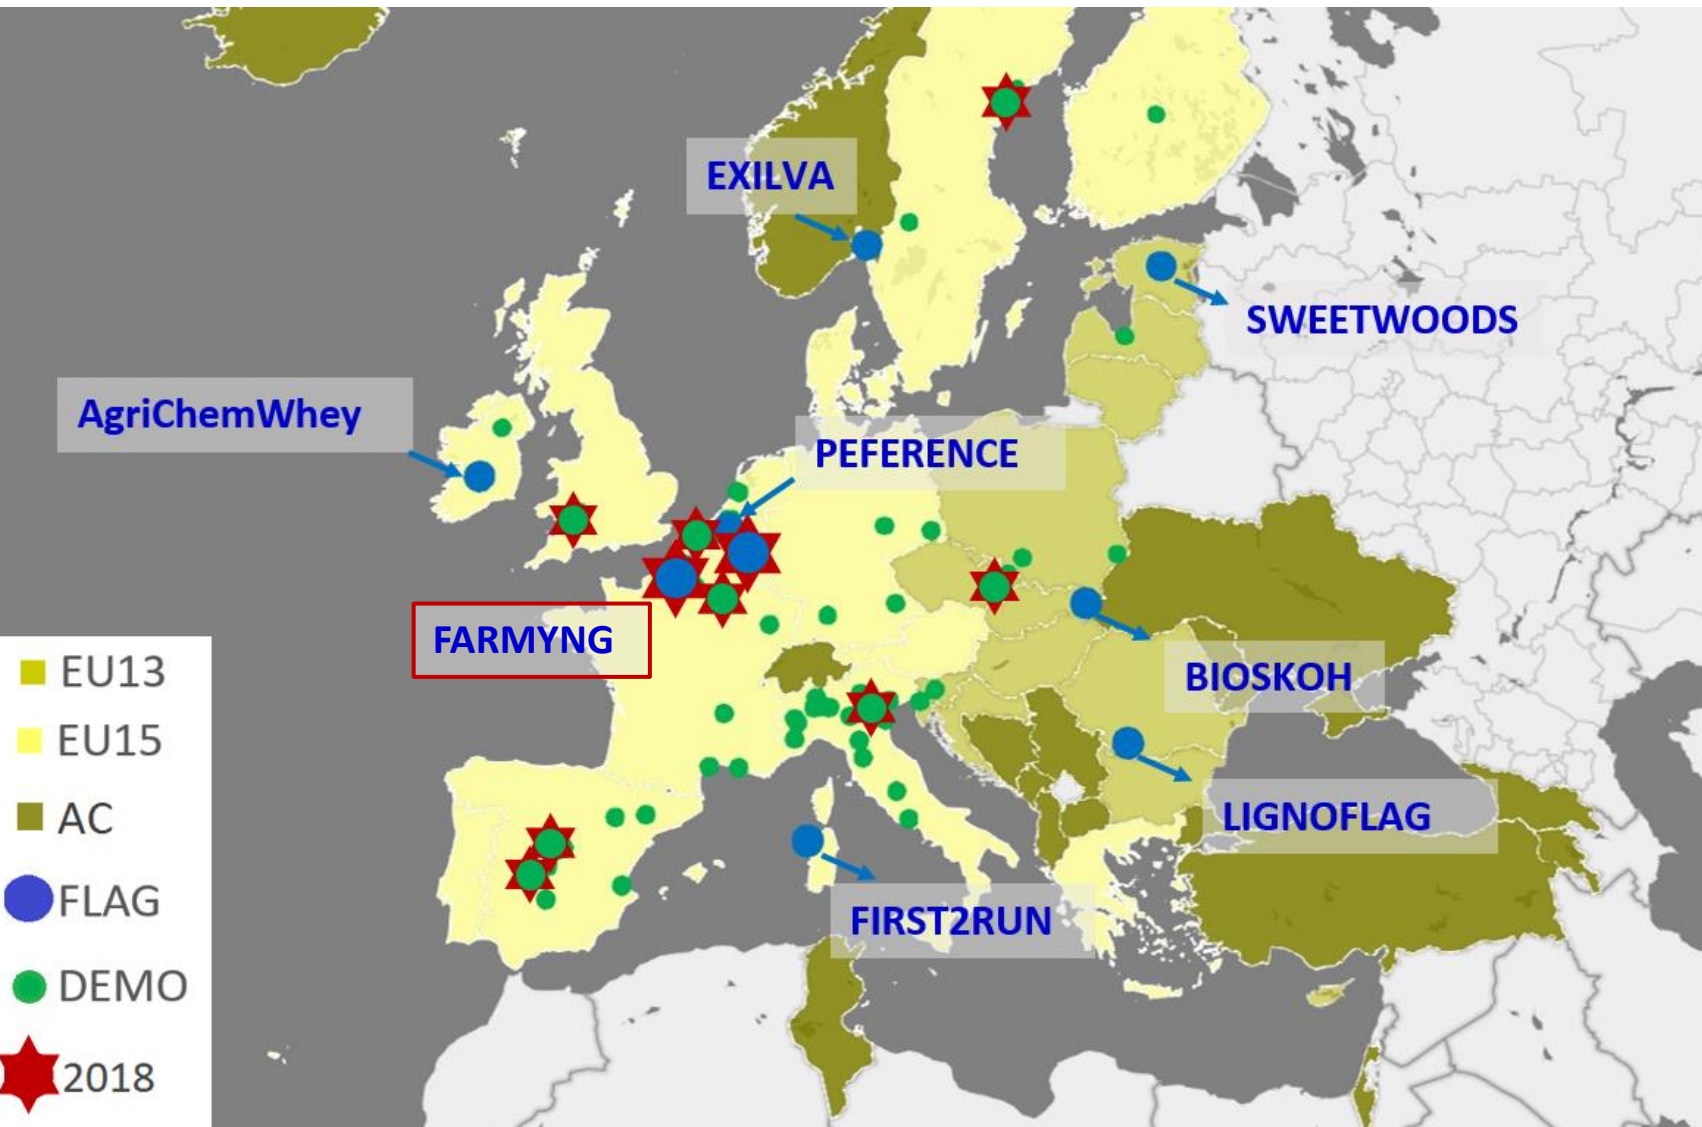 EXILVA
SWEETWOODS
AgriChemWhey
PEFERENCE
FARMYNG
BIOSKOH
LIGNOFLAG
FIRST2RUN
EU13
EU15
AC
FLAG
DEMO
2018